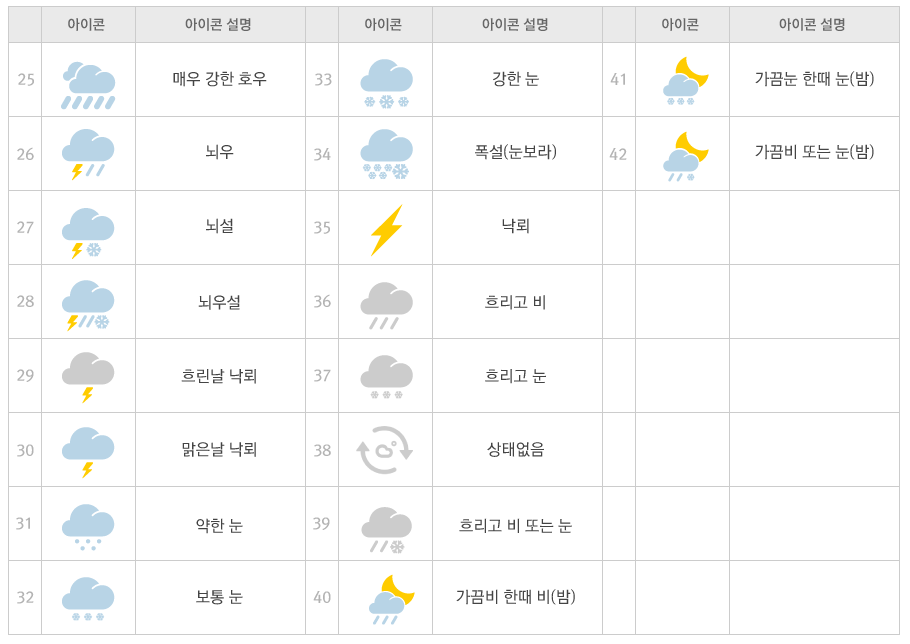 아이콘 아이콘 설명 아이콘 아이콘 설명 아이콘 아이콘 설명
25 매우 강한 호우 33 강한 눈 41 가끔눈 한때 눈(밤)
26 뇌우 34 폭설(눈보라) 42 가끔비 또는 눈(밤)
27 뇌설 35 낙뢰
28 뇌우설 36 흐리고 비
29 흐린날 낙뢰 37 흐리고 눈
30 맑은날 낙뢰 38 상태없음
31 약한 눈 39 흐리고 비 또는 눈
32 보통 눈 40 가끔비 한때 비(밤)